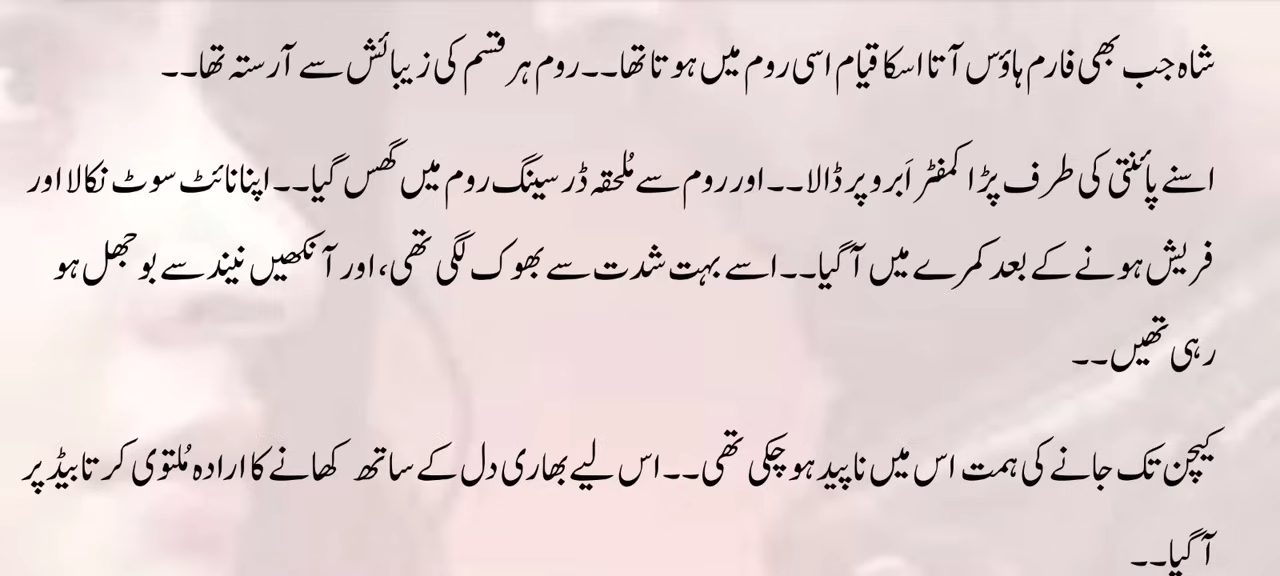 شاہ جب بھی فارم ہاؤس آتا اسکا قیام اسی روم میں ہوتا تھا۔۔روم ہر قسم کی زیبائش سے آرستہ تھا۔۔
اسنے پائنتی کی طرف پڑا کمفٹر اَبرو پر ڈالا۔۔اور روم سے مُلحقہ ڈرسینگ روم میں گھس گیا۔۔اپنا نائٹ سوٹ نکالا اور
فریش ہونے کے بعد کمرے میں آگیا۔۔اسے بہت شدت سے بھوک لگی تھی، اور آنکھیں نیند سے بوجھل ہو
رہی تھیں۔۔
کیچن تک جانے کی ہمت اس میں ناپید ہو چکی تھی۔۔اس لیے بھاری دل کے ساتھ کھانے کا ارادہ مُلتوی کرتا بیڈ پر
آگیا۔۔